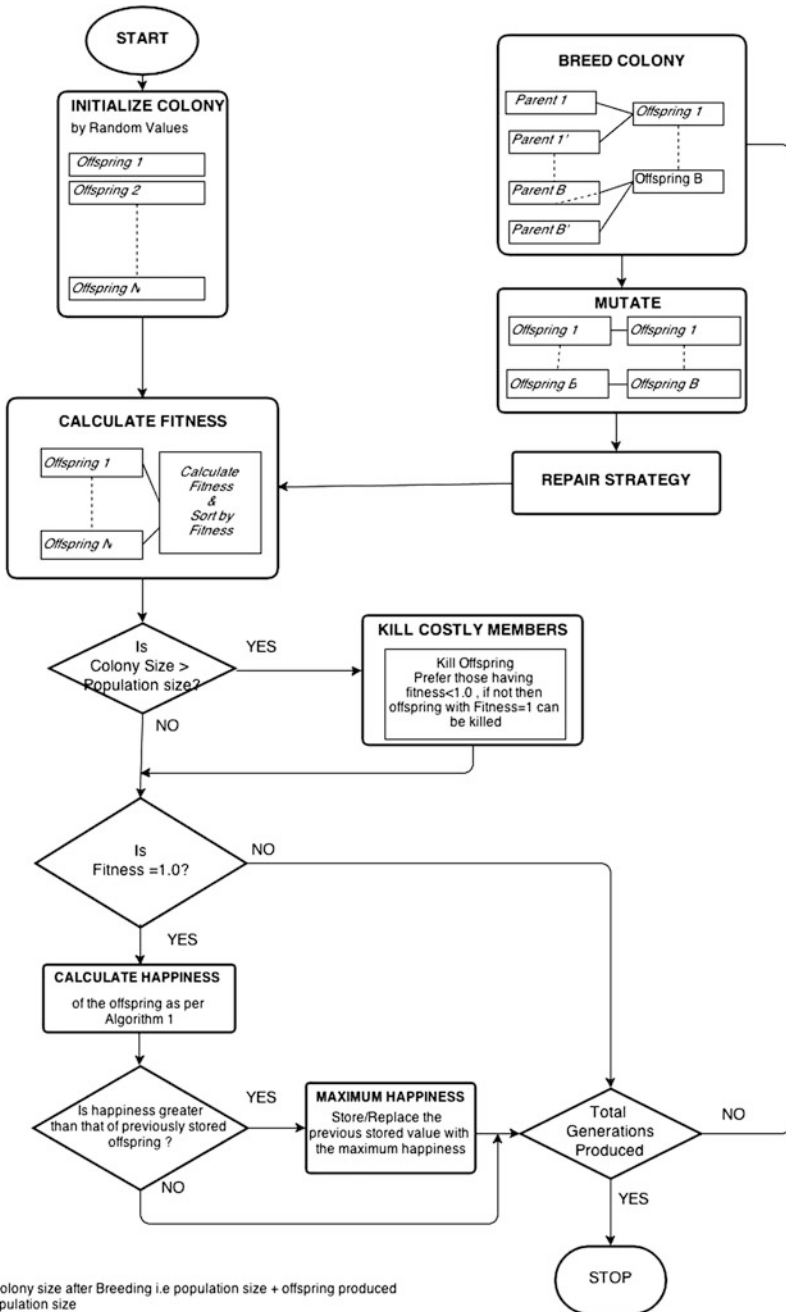 START
INITIALIZE COLONY
by Random Values
Offspring 1
Offspring 2
Offspring N
BREED COLONY
Parent 1
Offspring 1
Parent 1'
Parent B
Offspring B
Parent B'
MUTATE
Offspring 1
Offspring 1
Offspring B
Offspring B
REPAIR STRATEGY
CALCULATE FITNESS
Offspring 1
Offspring N
Calculate
Fitness
&
Sort by
Fitness
Is
Colony Size >
Population size?
YES
NO
KILL COSTLY MEMBERS
Kill Offspring
Prefer those having
fitness<1.0 , if not then
offspring with Fitness=1 can
be killed
Is
Fitness =1.0?
NO
YES
CALCULATE HAPPINESS
of the offspring as per
Algorithm 1
Is happiness greater
than that of previously stored
offspring ?
YES
NO
MAXIMUM HAPPINESS
Store/Replace the
previous stored value with
the maximum happiness
Total
Generations
Produced
NO
YES
STOP
olony size after Breeding i.e population size + offspring produced
pulation size